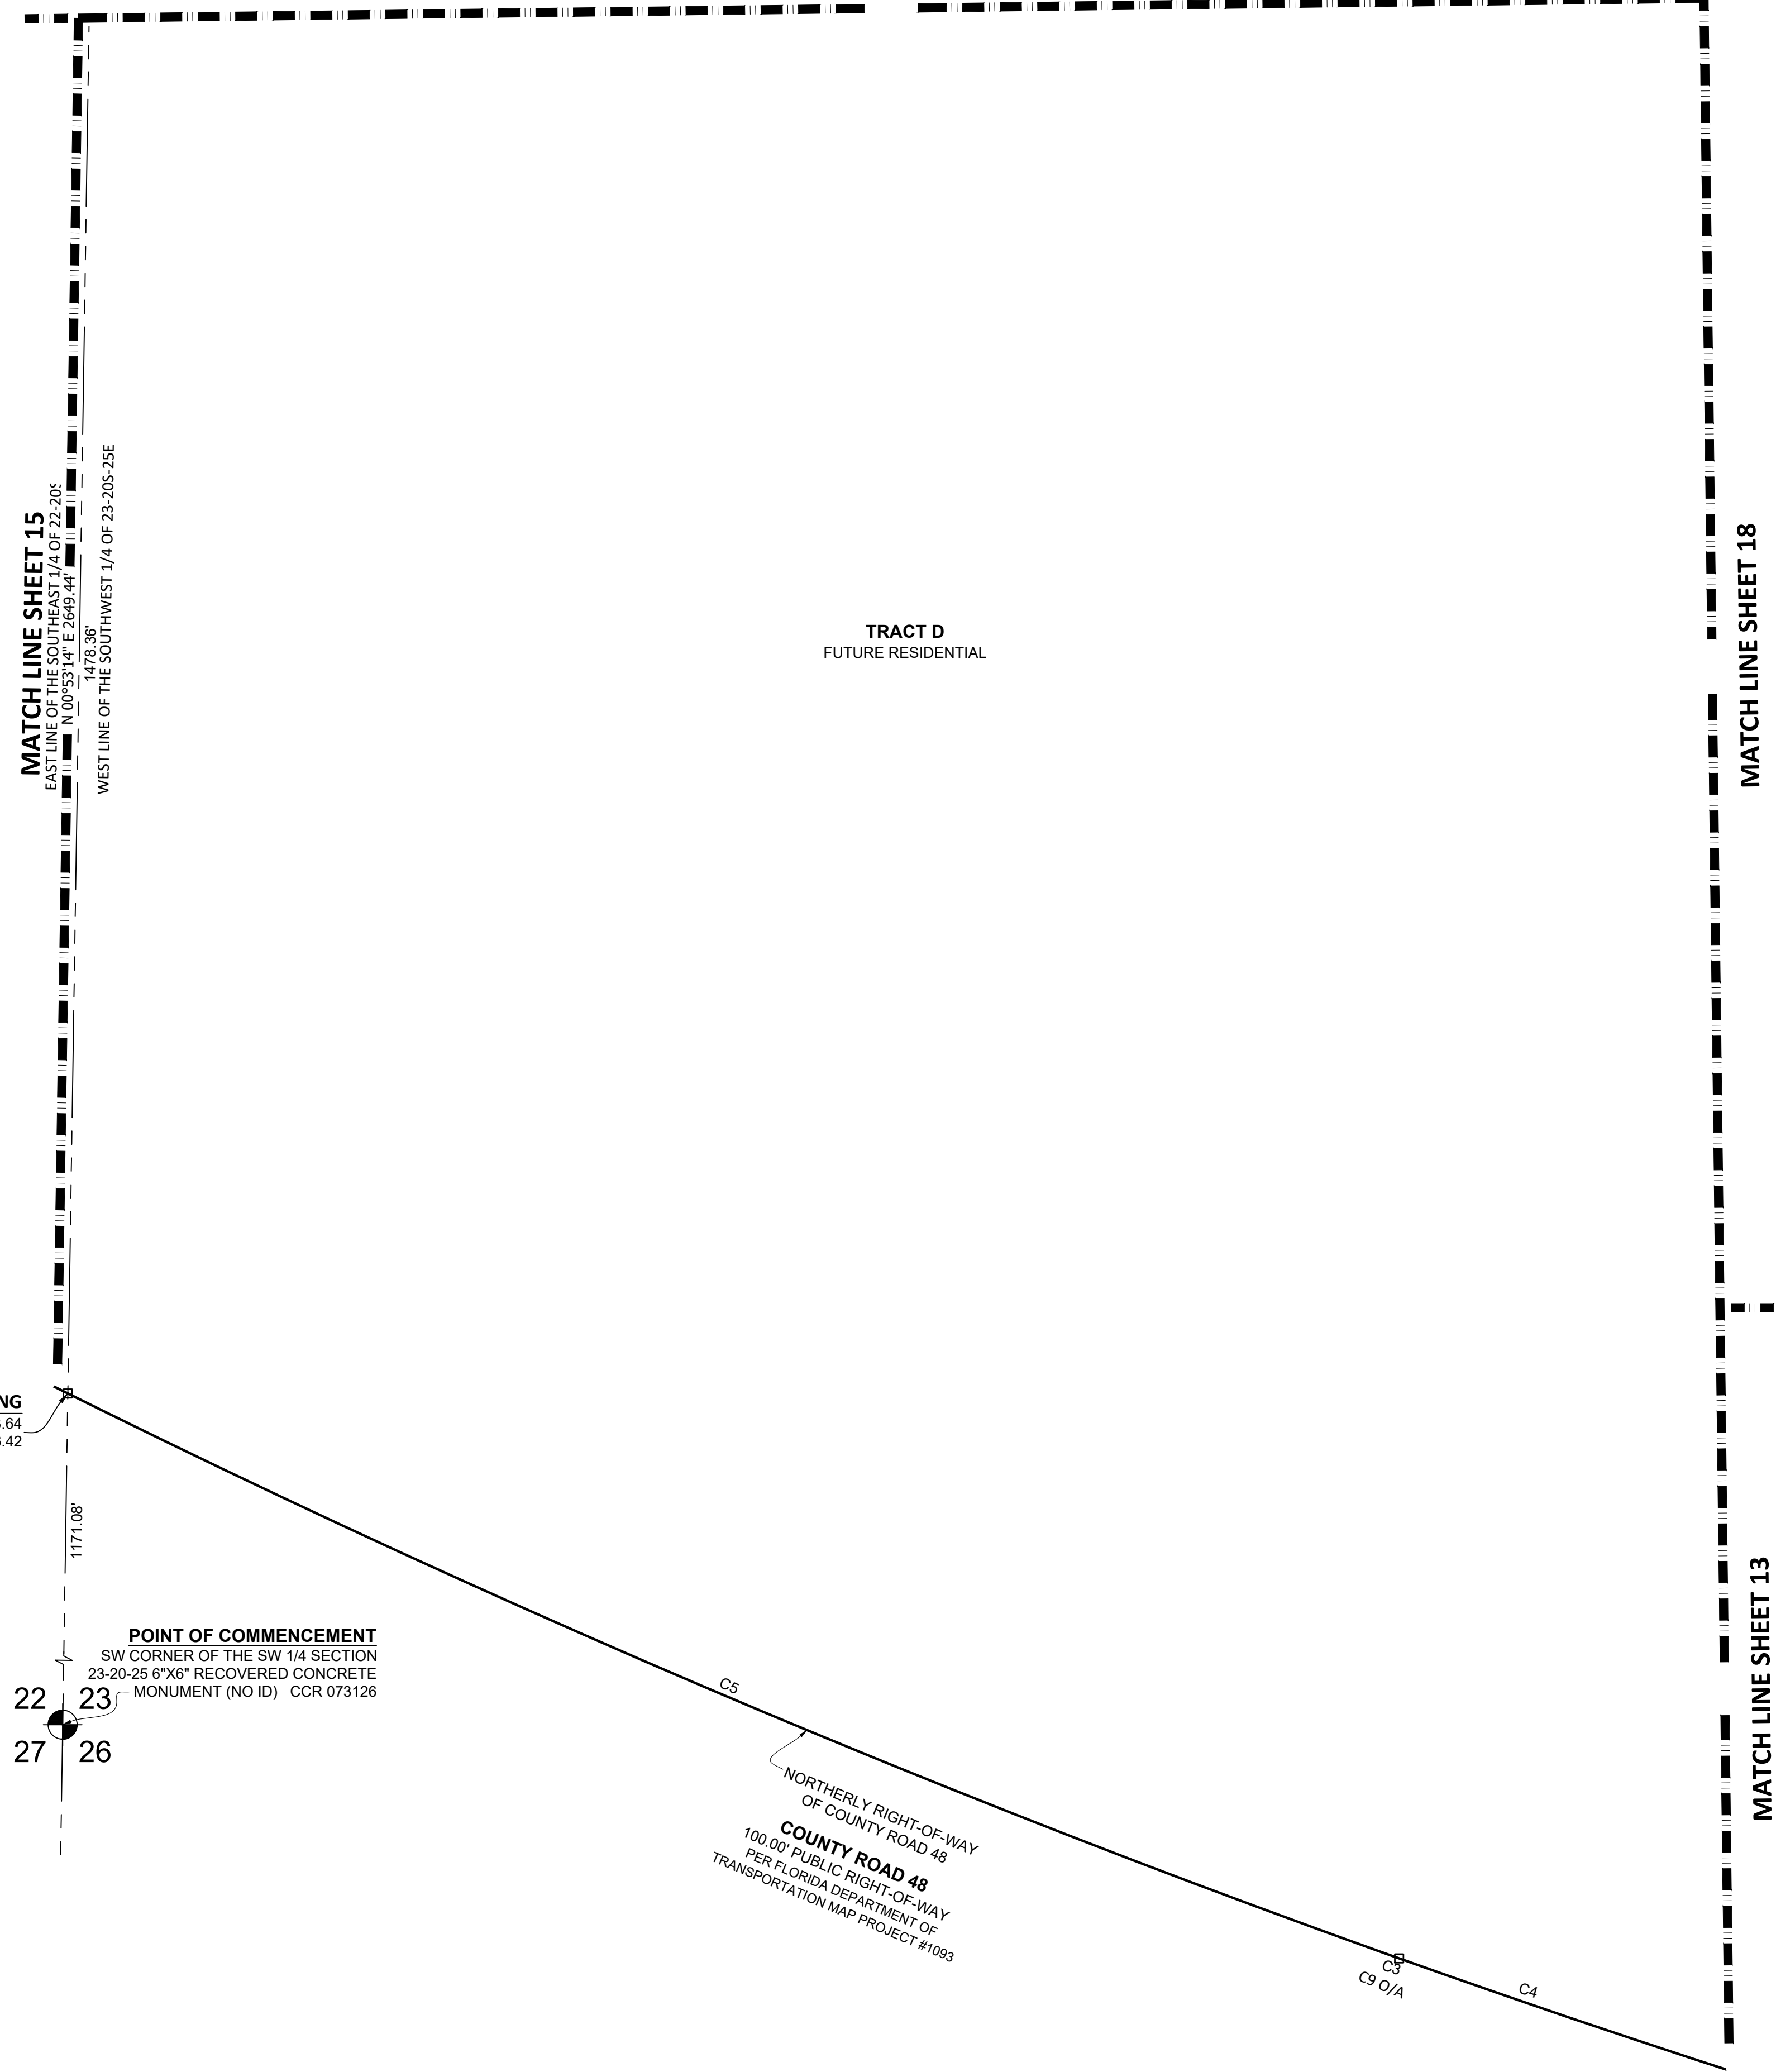 MATCH LINE SHEET 15
EAST LINE OF THE SOUTHEAST 1/4 OF 22-20S
N 00°53'14" E 2649.44'
1478.36'
WEST LINE OF THE SOUTHWEST 1/4 OF 23-20S-25E
TRACT D
FUTURE RESIDENTIAL
MATCH LINE SHEET 18
NG
.64
.42
1171.08'
POINT OF COMMENCEMENT
SW CORNER OF THE SW 1/4 SECTION
23-20-25 6"X6" RECOVERED CONCRETE
MONUMENT (NO ID) CCR 073126
22 23
27 26
C5
NORTHERLY RIGHT-OF-WAY
OF COUNTY ROAD 48
COUNTY ROAD 48
100.00' PUBLIC RIGHT-OF-WAY
PER FLORIDA DEPARTMENT OF
TRANSPORTATION MAP PROJECT #1093
C3
C9 O/A
C4
MATCH LINE SHEET 13